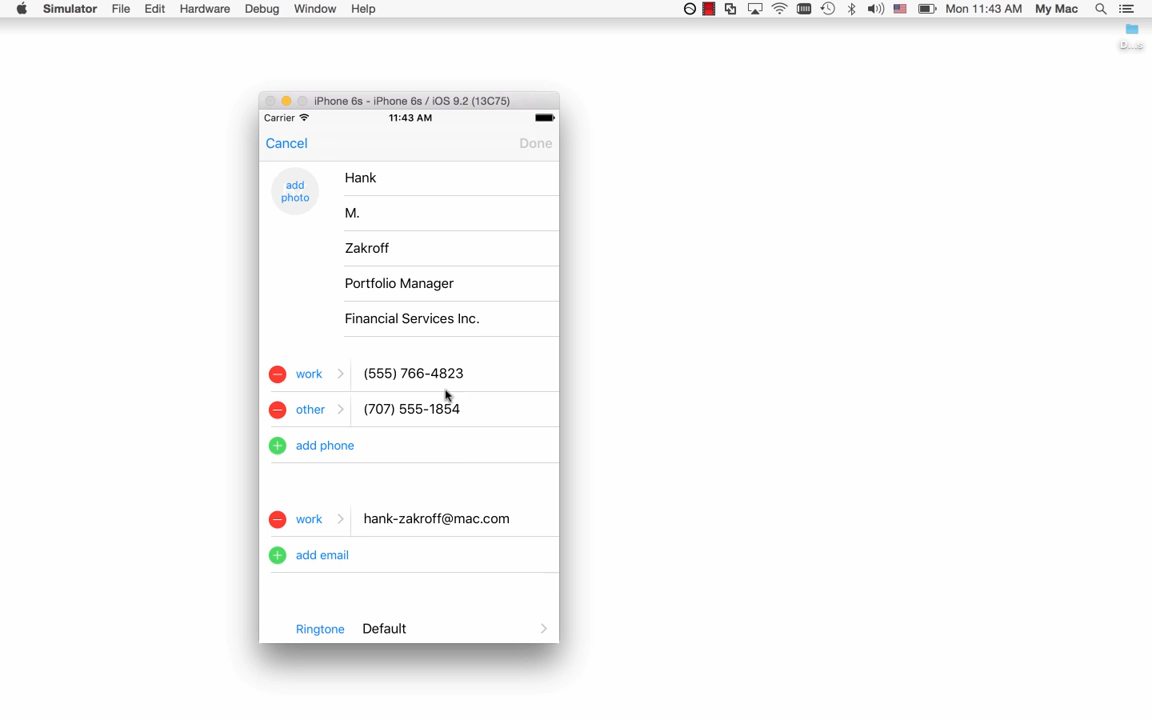 Simulator File Edit Hardware Debug Window Help Mon 11:43 AM My Mac
D...s
iPhone 6s - iPhone 6s / iOS 9.2 (13C75)
Carrier 11:43 AM
Cancel Done
add
photo
Hank
M.
Zakroff
Portfolio Manager
Financial Services Inc.
work (555) 766-4823
other (707) 555-1854
add phone
work hank-zakroff@mac.com
add email
Ringtone Default